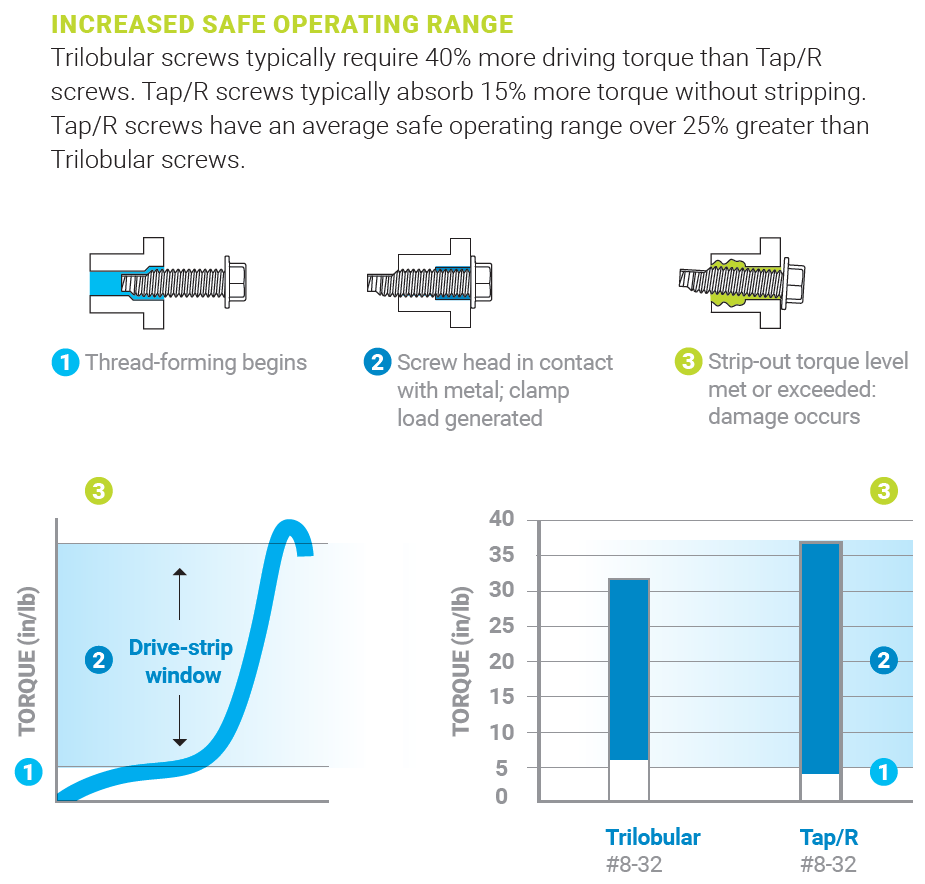 INCREASED SAFE OPERATING RANGE
Trilobular screws typically require 40% more driving torque than Tap/R
screws. Tap/R screws typically absorb 15% more torque without stripping.
Tap/R screws have an average safe operating range over 25% greater than
Trilobular screws.
1 Thread-forming begins
2 Screw head in contact
with metal; clamp
load generated
3 Strip-out torque level
met or exceeded:
damage occurs
3
TORQUE (in/lb)
2
Drive-strip
window
1
3
TORQUE (in/lb)
40
35
30
25
20
15
10
5
0
2
1
Trilobular
#8-32
Tap/R
#8-32